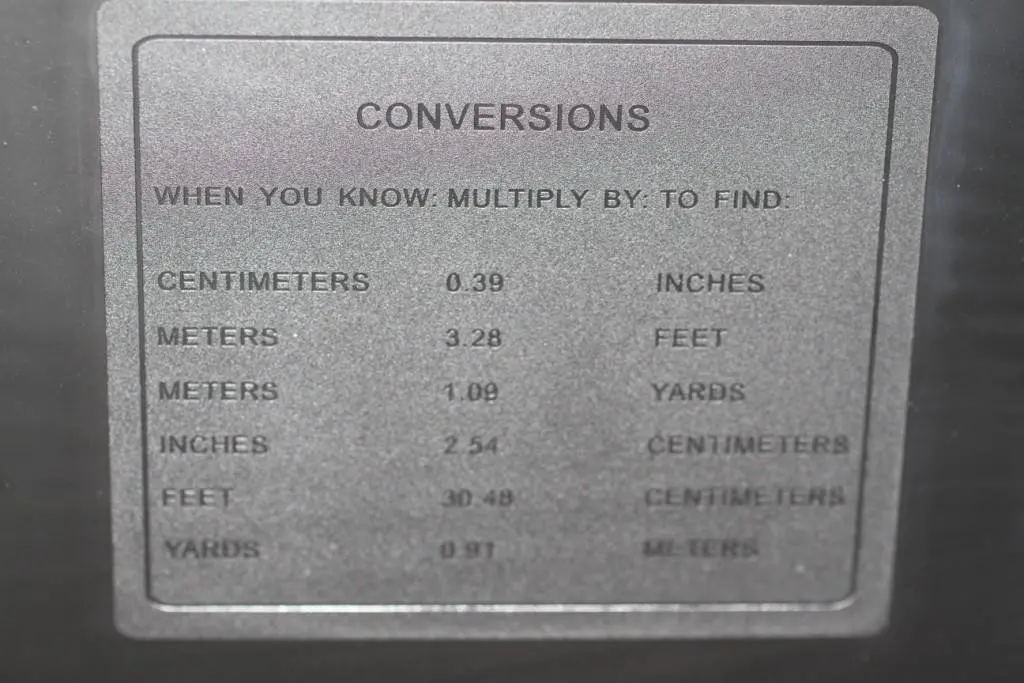 CONVERSIONS
WHEN YOU KNOW: MULTIPLY BY: TO FIND:
CENTIMETERS 0.39 INCHES
METERS 3.28 FEET
METERS 1.09 YARDS
INCHES 2.54 CENTIMETERS
FEET 30.48 CENTIMETERS
YARDS 0.91 METERS